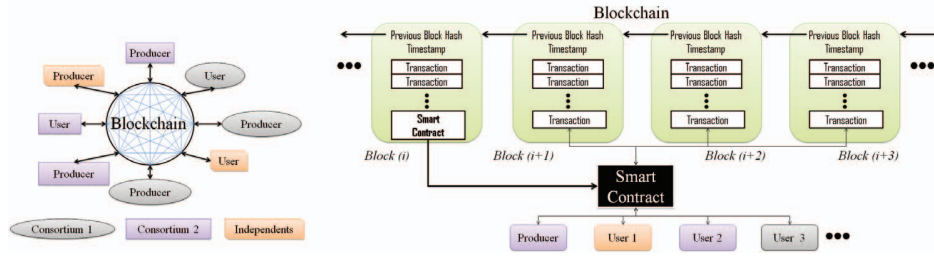 Producer
Producer
User
User
Blockchain
Producer
Producer
User
Producer
Consortium 1
Consortium 2
Independents
Blockchain
Previous Block Hash
Timestamp
Transaction
Transaction
Smart
Contract
Block (i)
Previous Block Hash
Timestamp
Transaction
Transaction
Transaction
Block (i+1)
Previous Block Hash
Timestamp
Transaction
Transaction
Transaction
Block (i+2)
Previous Block Hash
Timestamp
Transaction
Transaction
Transaction
Block (i+3)
Smart
Contract
Producer
User 1
User 2
User 3